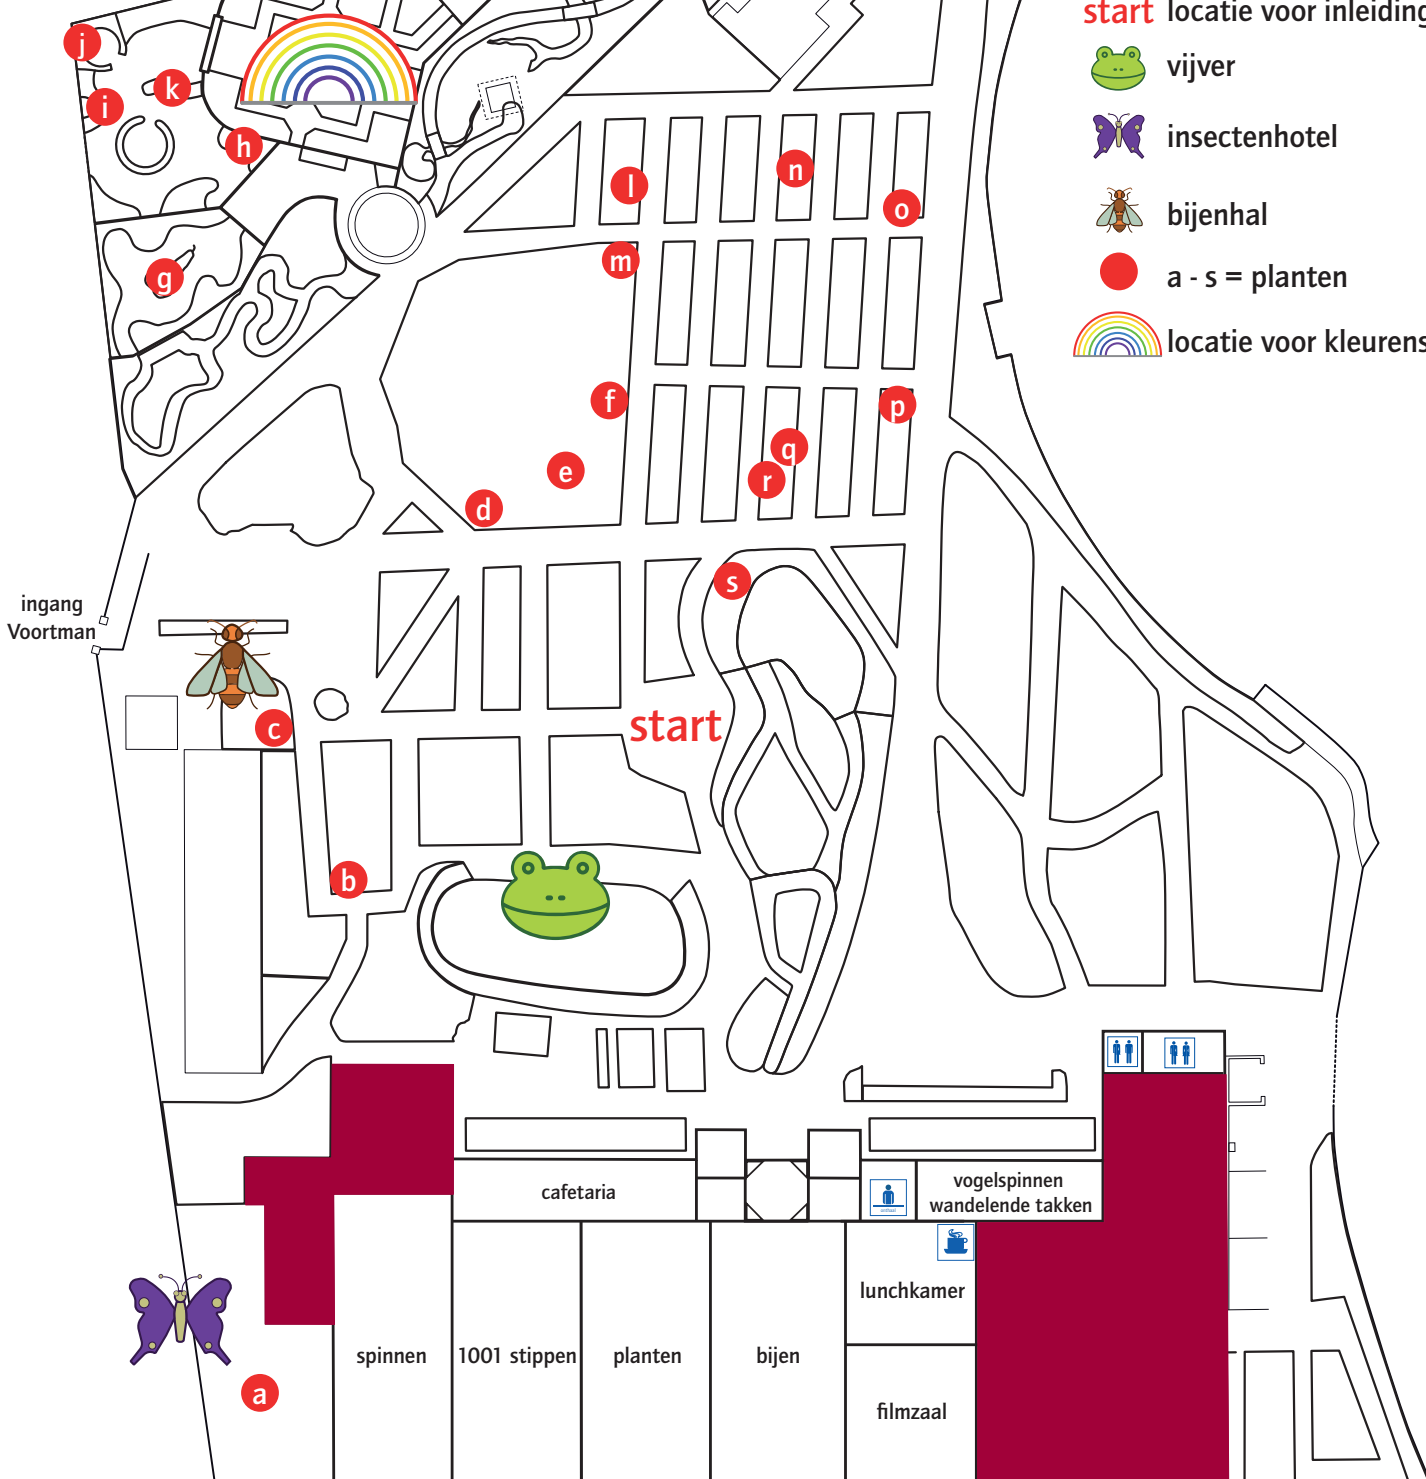 start locatie voor inleiding
vijver
insectenhotel
bijenhal
a - s = planten
locatie voor kleurens
j
k
i
h
g
l
n
o
m
f
p
e
q
r
d
s
ingang
Voortman
c
start
b
cafetaria
vogelspinnen
wandelende takken
lunchkamer
spinnen
1001 stippen
planten
bijen
filmzaal
a